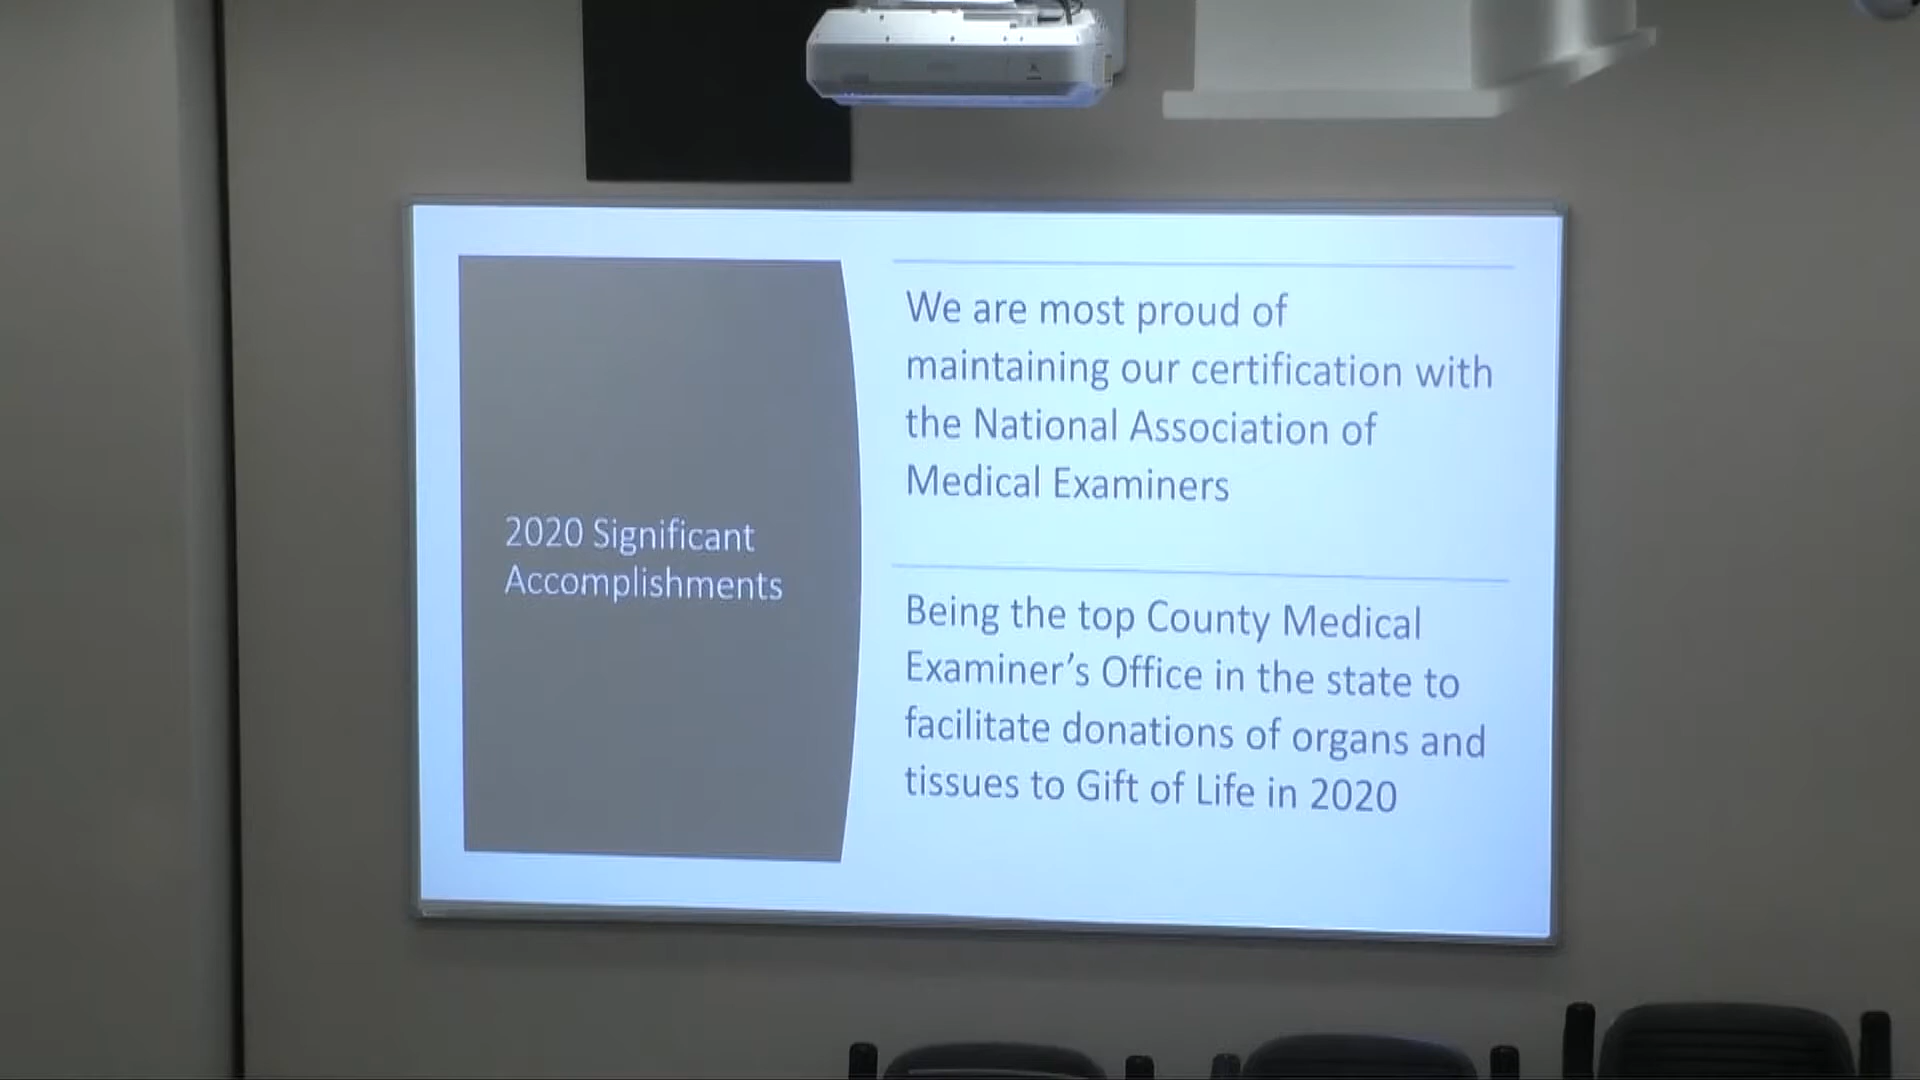 2020 Significant
Accomplishments
We are most proud of
maintaining our certification with
the National Association of
Medical Examiners
Being the top County Medical
Examiner's Office in the state to
facilitate donations of organs and
tissues to Gift of Life in 2020